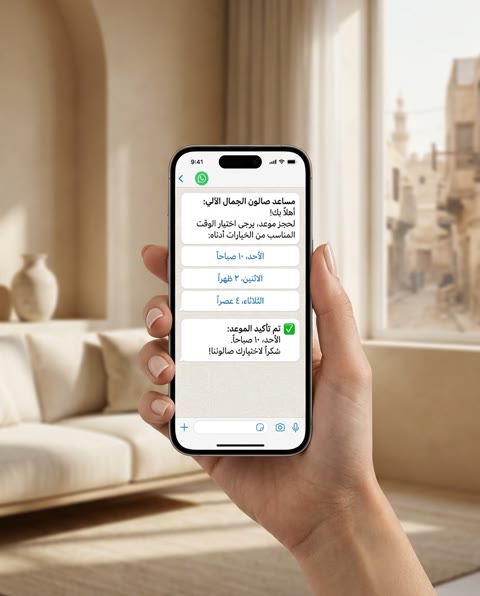 9:41
مساعد صالون الجمال الآلي:
أهلاً بك!
لحجز موعد، يرجى اختيار الوقت
المناسب من الخيارات أدناه:
الأحد، ١٠ صباحاً
الاثنين، ٢ ظهراً
الثلاثاء، ٤ عصراً
✅ تم تأكيد الموعد:
الأحد، ١٠ صباحاً.
شكراً لاختيارك صالوننا!